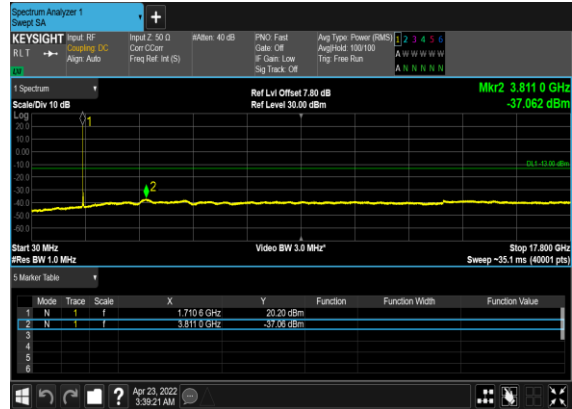 Spectrum Analyzer 1
Swept SA
+
KEYSIGHT Input: RF Input Z: 50 Ω #Atten: 40 dB PNO: Fast Avg Type: Power (RMS) 1 2 3 4 5 6
RLT Coupling: DC Corr CCorr Gate: Off Avg|Hold: 100/100 A W W W W W
Align: Auto Freq Ref: Int (S) IF Gain: Low Trig: Free Run
LW Sig Track: Off A N N N N N
1 Spectrum Mkr2 3.811 0 GHz
Ref Lvl Offset 7.80 dB
Scale/Div 10 dB Ref Level 30.00 dBm -37.062 dBm
Log
1
20.0
10.0
0.00
-10.0
DL1 -13.00 dBm
-20.0
-30.0
2
-40.0
-50.0
-60.0
Start 30 MHz Video BW 3.0 MHz* Stop 17.800 GHz
#Res BW 1.0 MHz Sweep ~35.1 ms (40001 pts)
5 Marker Table
Mode Trace Scale X Y Function Function Width Function Value
1 N 1 f 1.710 6 GHz 20.20 dBm
2 N 1 f 3.811 0 GHz -37.06 dBm
3
4
5
6
? Apr 23, 2022
3:39:21 AM